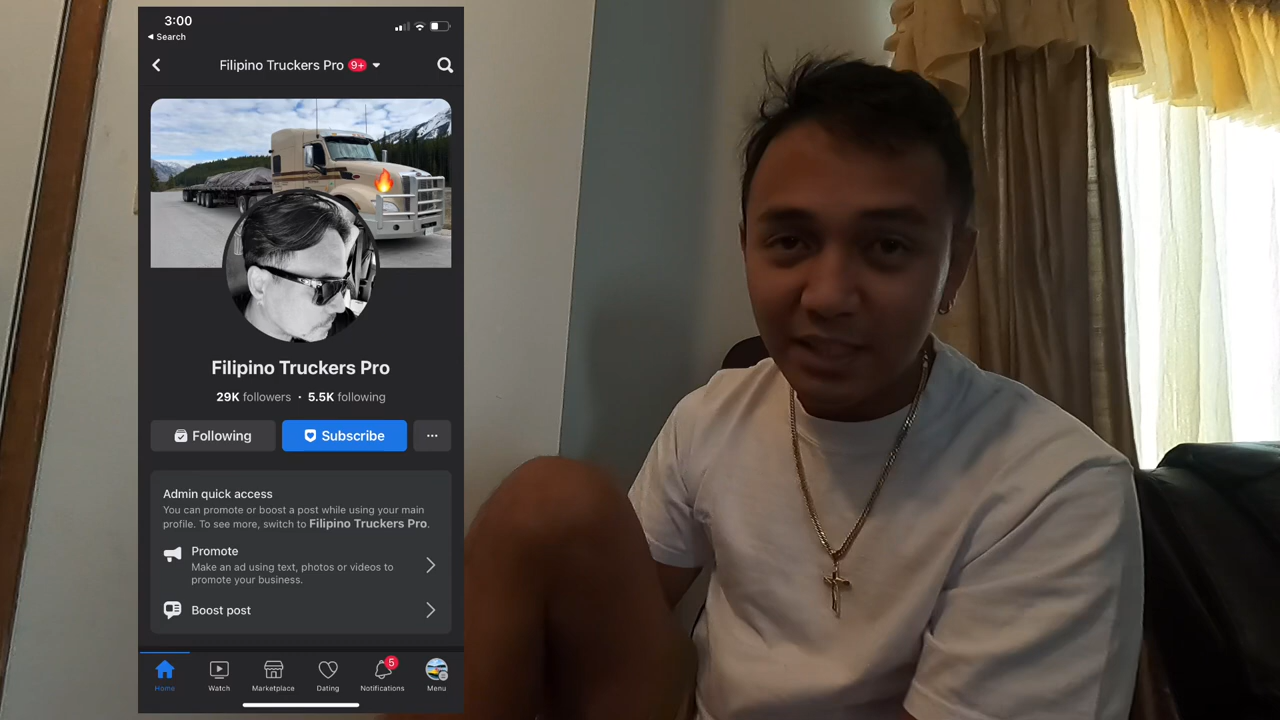 3:00
◀ Search
Filipino Truckers Pro 9+
Filipino Truckers Pro
29K followers • 5.5K following
Following
Subscribe
Admin quick access
You can promote or boost a post while using your main
profile. To see more, switch to Filipino Truckers Pro.
Promote
Make an ad using text, photos or videos to
promote your business.
Boost post
5
Home
Watch
Marketplace
Dating
Notifications
Menu